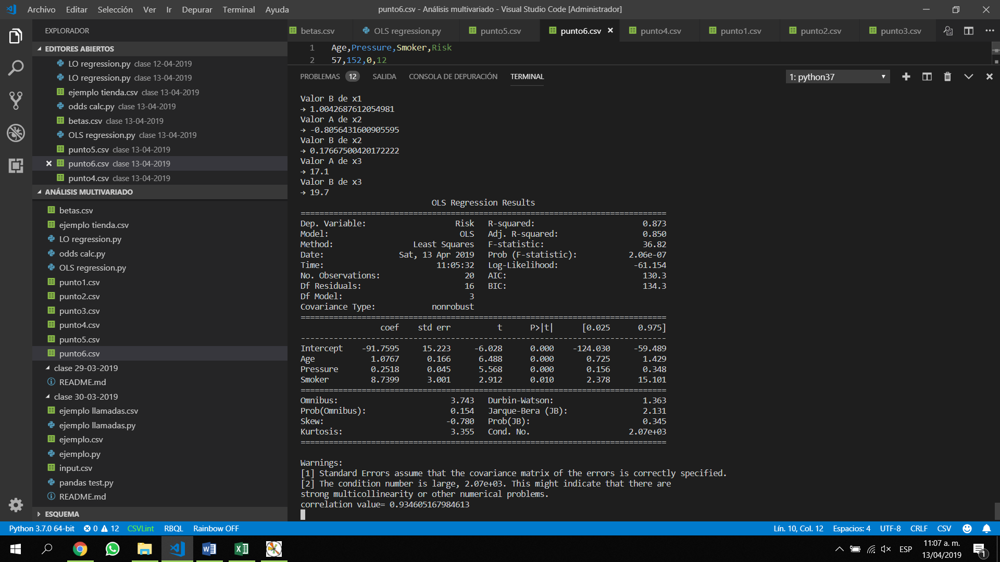 Archivo Editar Selección Ver Ir Depurar Terminal Ayuda
punto6.csv - Análisis multivariado - Visual Studio Code [Administrador]
EXPLORADOR
EDITORES ABIERTOS
LO regression.py clase 12-04-2019
LO regression.py clase 13-04-2019
ejemplo tienda.csv clase 13-04-2019
odds calc.py clase 13-04-2019
betas.csv clase 13-04-2019
OLS regression.py clase 13-04-2019
punto5.csv clase 13-04-2019
punto6.csv clase 13-04-2019
punto4.csv clase 13-04-2019
ANÁLISIS MULTIVARIADO
betas.csv
ejemplo tienda.csv
LO regression.py
odds calc.py
OLS regression.py
punto1.csv
punto2.csv
punto3.csv
punto4.csv
punto5.csv
punto6.csv
clase 29-03-2019
README.md
clase 30-03-2019
ejemplo llamadas.csv
ejemplo llamadas.py
ejemplo.csv
ejemplo.py
input.csv
pandas test.py
README.md
ESQUEMA
betas.csv OLS regression.py punto5.csv punto6.csv punto4.csv punto1.csv punto2.csv punto3.csv
1 Age,Pressure,Smoker,Risk
2 57,152,0,12
PROBLEMAS 12 SALIDA CONSOLA DE DEPURACIÓN TERMINAL 1: python37
Valor B de x1
→ 1.0042687612054981
Valor A de x2
→ -0.8056431600905595
Valor B de x2
→ 0.17667500420172222
Valor A de x3
→ 17.1
Valor B de x3
→ 19.7
OLS Regression Results
==============================================================================
Dep. Variable: Risk R-squared: 0.873
Model: OLS Adj. R-squared: 0.850
Method: Least Squares F-statistic: 36.82
Date: Sat, 13 Apr 2019 Prob (F-statistic): 2.06e-07
Time: 11:05:32 Log-Likelihood: -61.154
No. Observations: 20 AIC: 130.3
Df Residuals: 16 BIC: 134.3
Df Model: 3
Covariance Type: nonrobust
==============================================================================
coef std err t P>|t| [0.025 0.975]
------------------------------------------------------------------------------
Intercept -91.7595 15.223 -6.028 0.000 -124.030 -59.489
Age 1.0767 0.166 6.488 0.000 0.725 1.429
Pressure 0.2518 0.045 5.568 0.000 0.156 0.348
Smoker 8.7399 3.001 2.912 0.010 2.378 15.101
==============================================================================
Omnibus: 3.743 Durbin-Watson: 1.363
Prob(Omnibus): 0.154 Jarque-Bera (JB): 2.131
Skew: -0.780 Prob(JB): 0.345
Kurtosis: 3.355 Cond. No. 2.07e+03
==============================================================================
Warnings:
[1] Standard Errors assume that the covariance matrix of the errors is correctly specified.
[2] The condition number is large, 2.07e+03. This might indicate that there are
strong multicollinearity or other numerical problems.
correlation value= 0.934605167984613
Python 3.7.0 64-bit 0 12 CSVLint RBQL Rainbow OFF Lín. 10, Col. 12 Espacios: 4 UTF-8 CRLF CSV
ESP
11:07 a. m.
13/04/2019
1